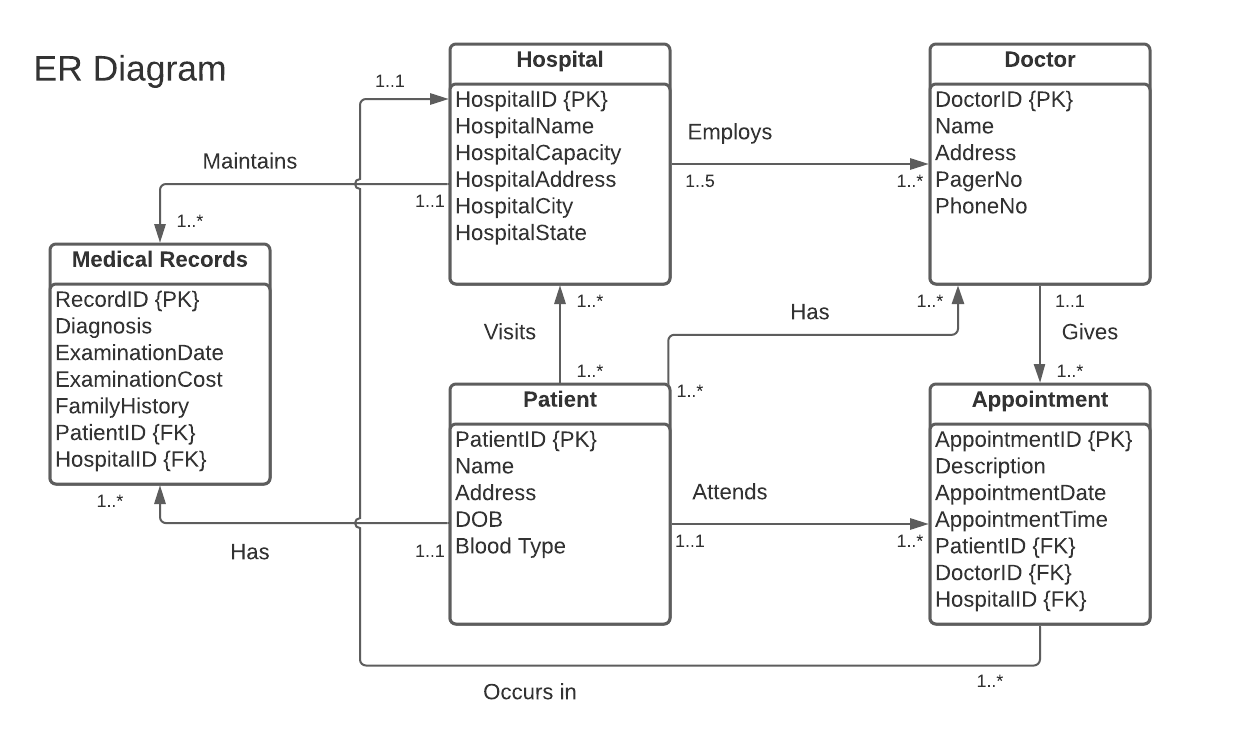 ER Diagram
Hospital
HospitalID {PK}
HospitalName
HospitalCapacity
HospitalAddress
HospitalCity
HospitalState
Doctor
DoctorID {PK}
Name
Address
PagerNo
PhoneNo
1..1
Employs
1..5
1..*
Maintains
1..1
1..*
Medical Records
RecordID {PK}
Diagnosis
ExaminationDate
ExaminationCost
FamilyHistory
PatientID {FK}
HospitalID {FK}
1..*
Visits
1..*
Has
1..*
1..*
1..1
Gives
1..*
Patient
PatientID {PK}
Name
Address
DOB
Blood Type
Appointment
AppointmentID {PK}
Description
AppointmentDate
AppointmentTime
PatientID {FK}
DoctorID {FK}
HospitalID {FK}
Attends
1..1
1..*
1..*
Has
1..1
Occurs in
1..*